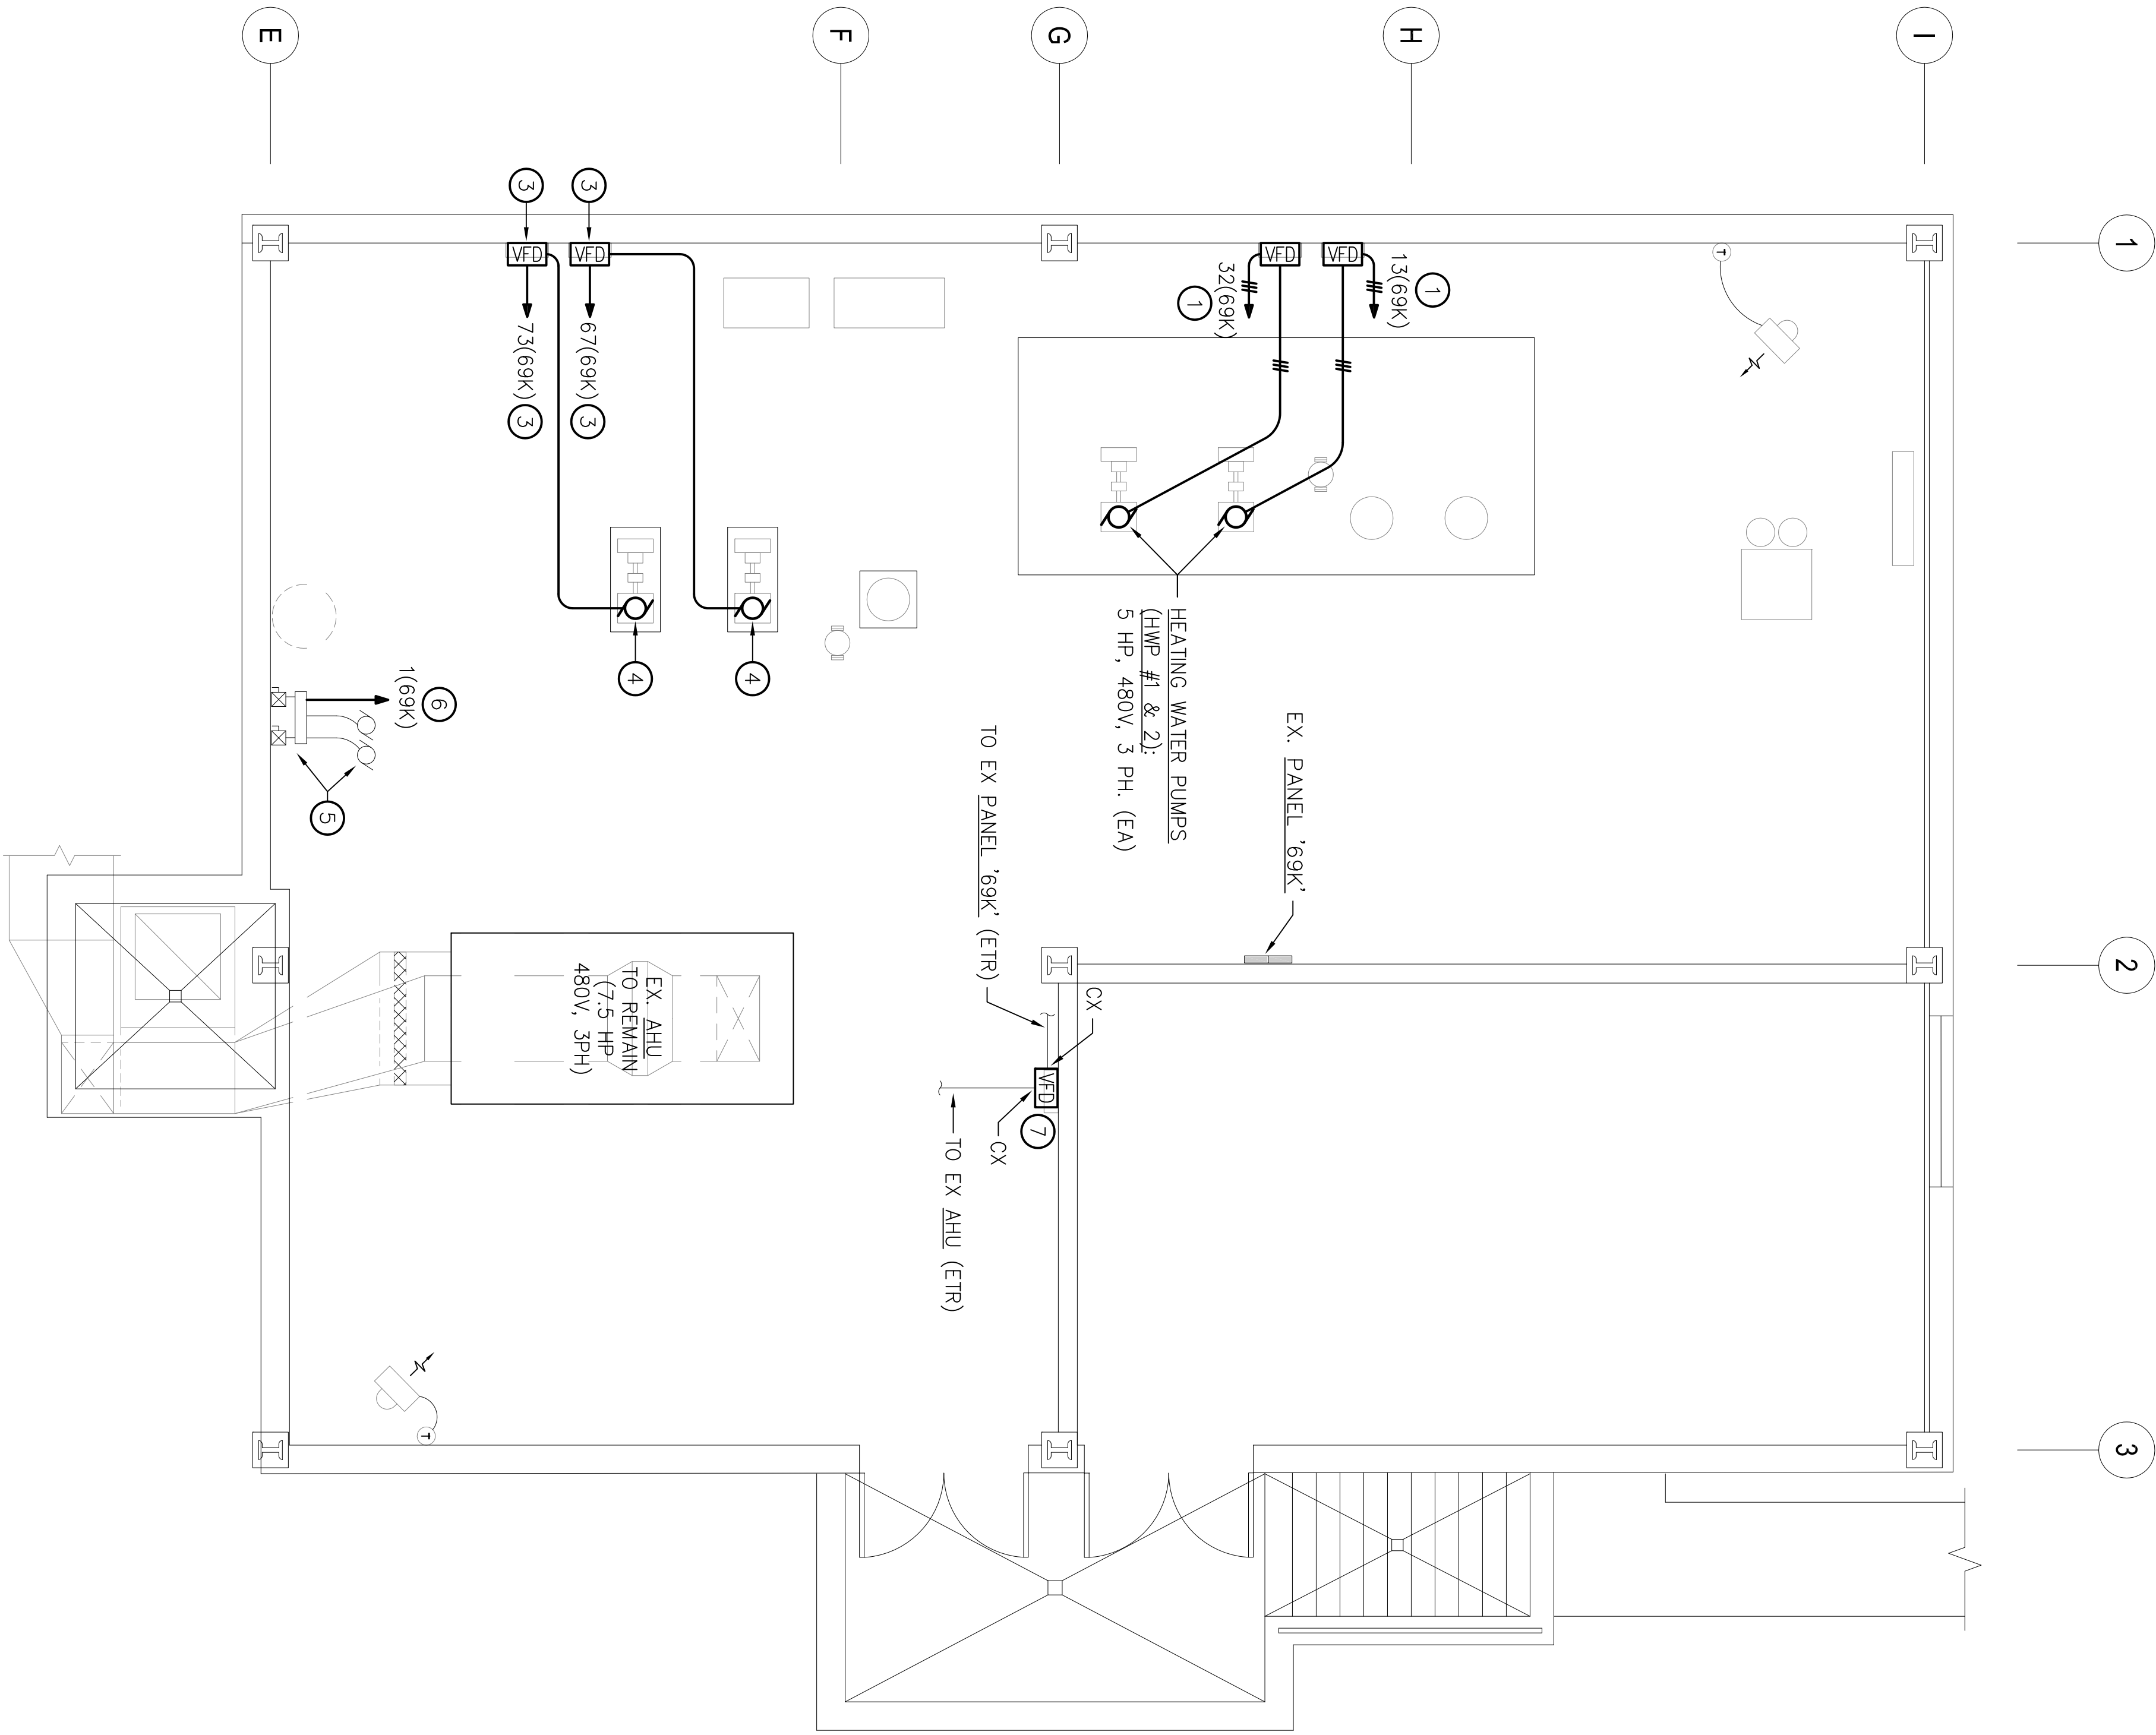 E
F
G
H
I
1
2
3
3
3
VFD
VFD
73(69K)
3
67(69K)
3
VFD
VFD
32(69K)
1
13(69K)
1
T
4
4
HEATING WATER PUMPS
(HWP #1 & 2):
5 HP, 480V, 3 PH. (EA)
1(69K)
6
5
EX. PANEL '69K'
TO EX PANEL '69K' (ETR)
CX
VFD
7
CX
TO EX AHU (ETR)
EX. AHU
TO REMAIN
(7.5 HP
480V, 3PH)
T